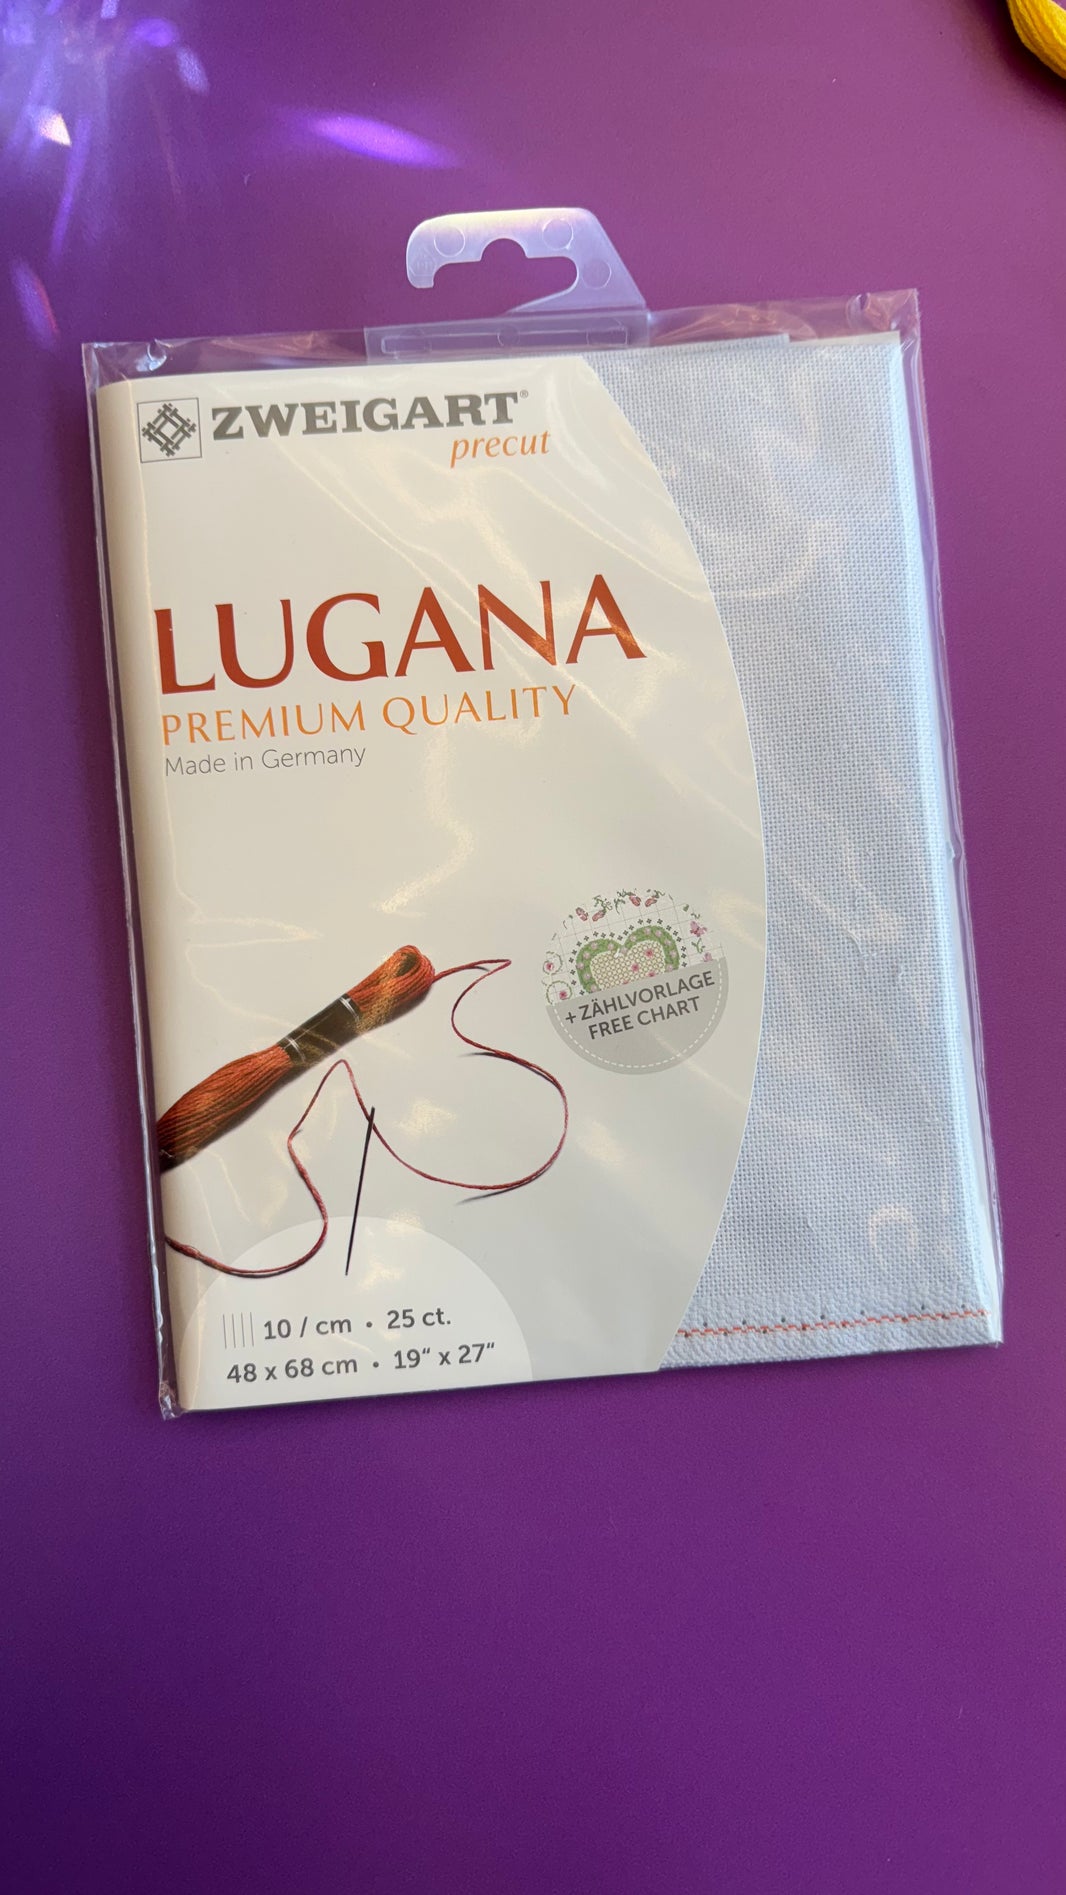 ZWEIGART®
precut
LUGANA
PREMIUM QUALITY
Made in Germany
+ ZÄHLVORLAGE
FREE CHART
10 / cm • 25 ct.
48 x 68 cm • 19“ x 27“